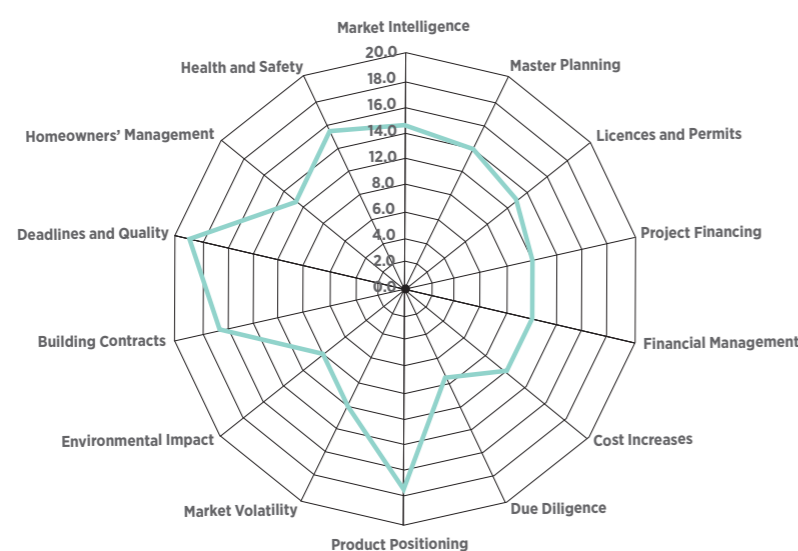 Market Intelligence
20.0
Health and Safety
Master Planning
18.0
16.0
Homeowners' Management
14.0
Licences and Permits
12.0
8.0
6.0
Deadlines and Quality
4.0
Project Financing
2.0
0.0
Building Contracts
Financial Management
Environmental Impact
Cost Increases
Market Volatility
Due Diligence
Product Positioning